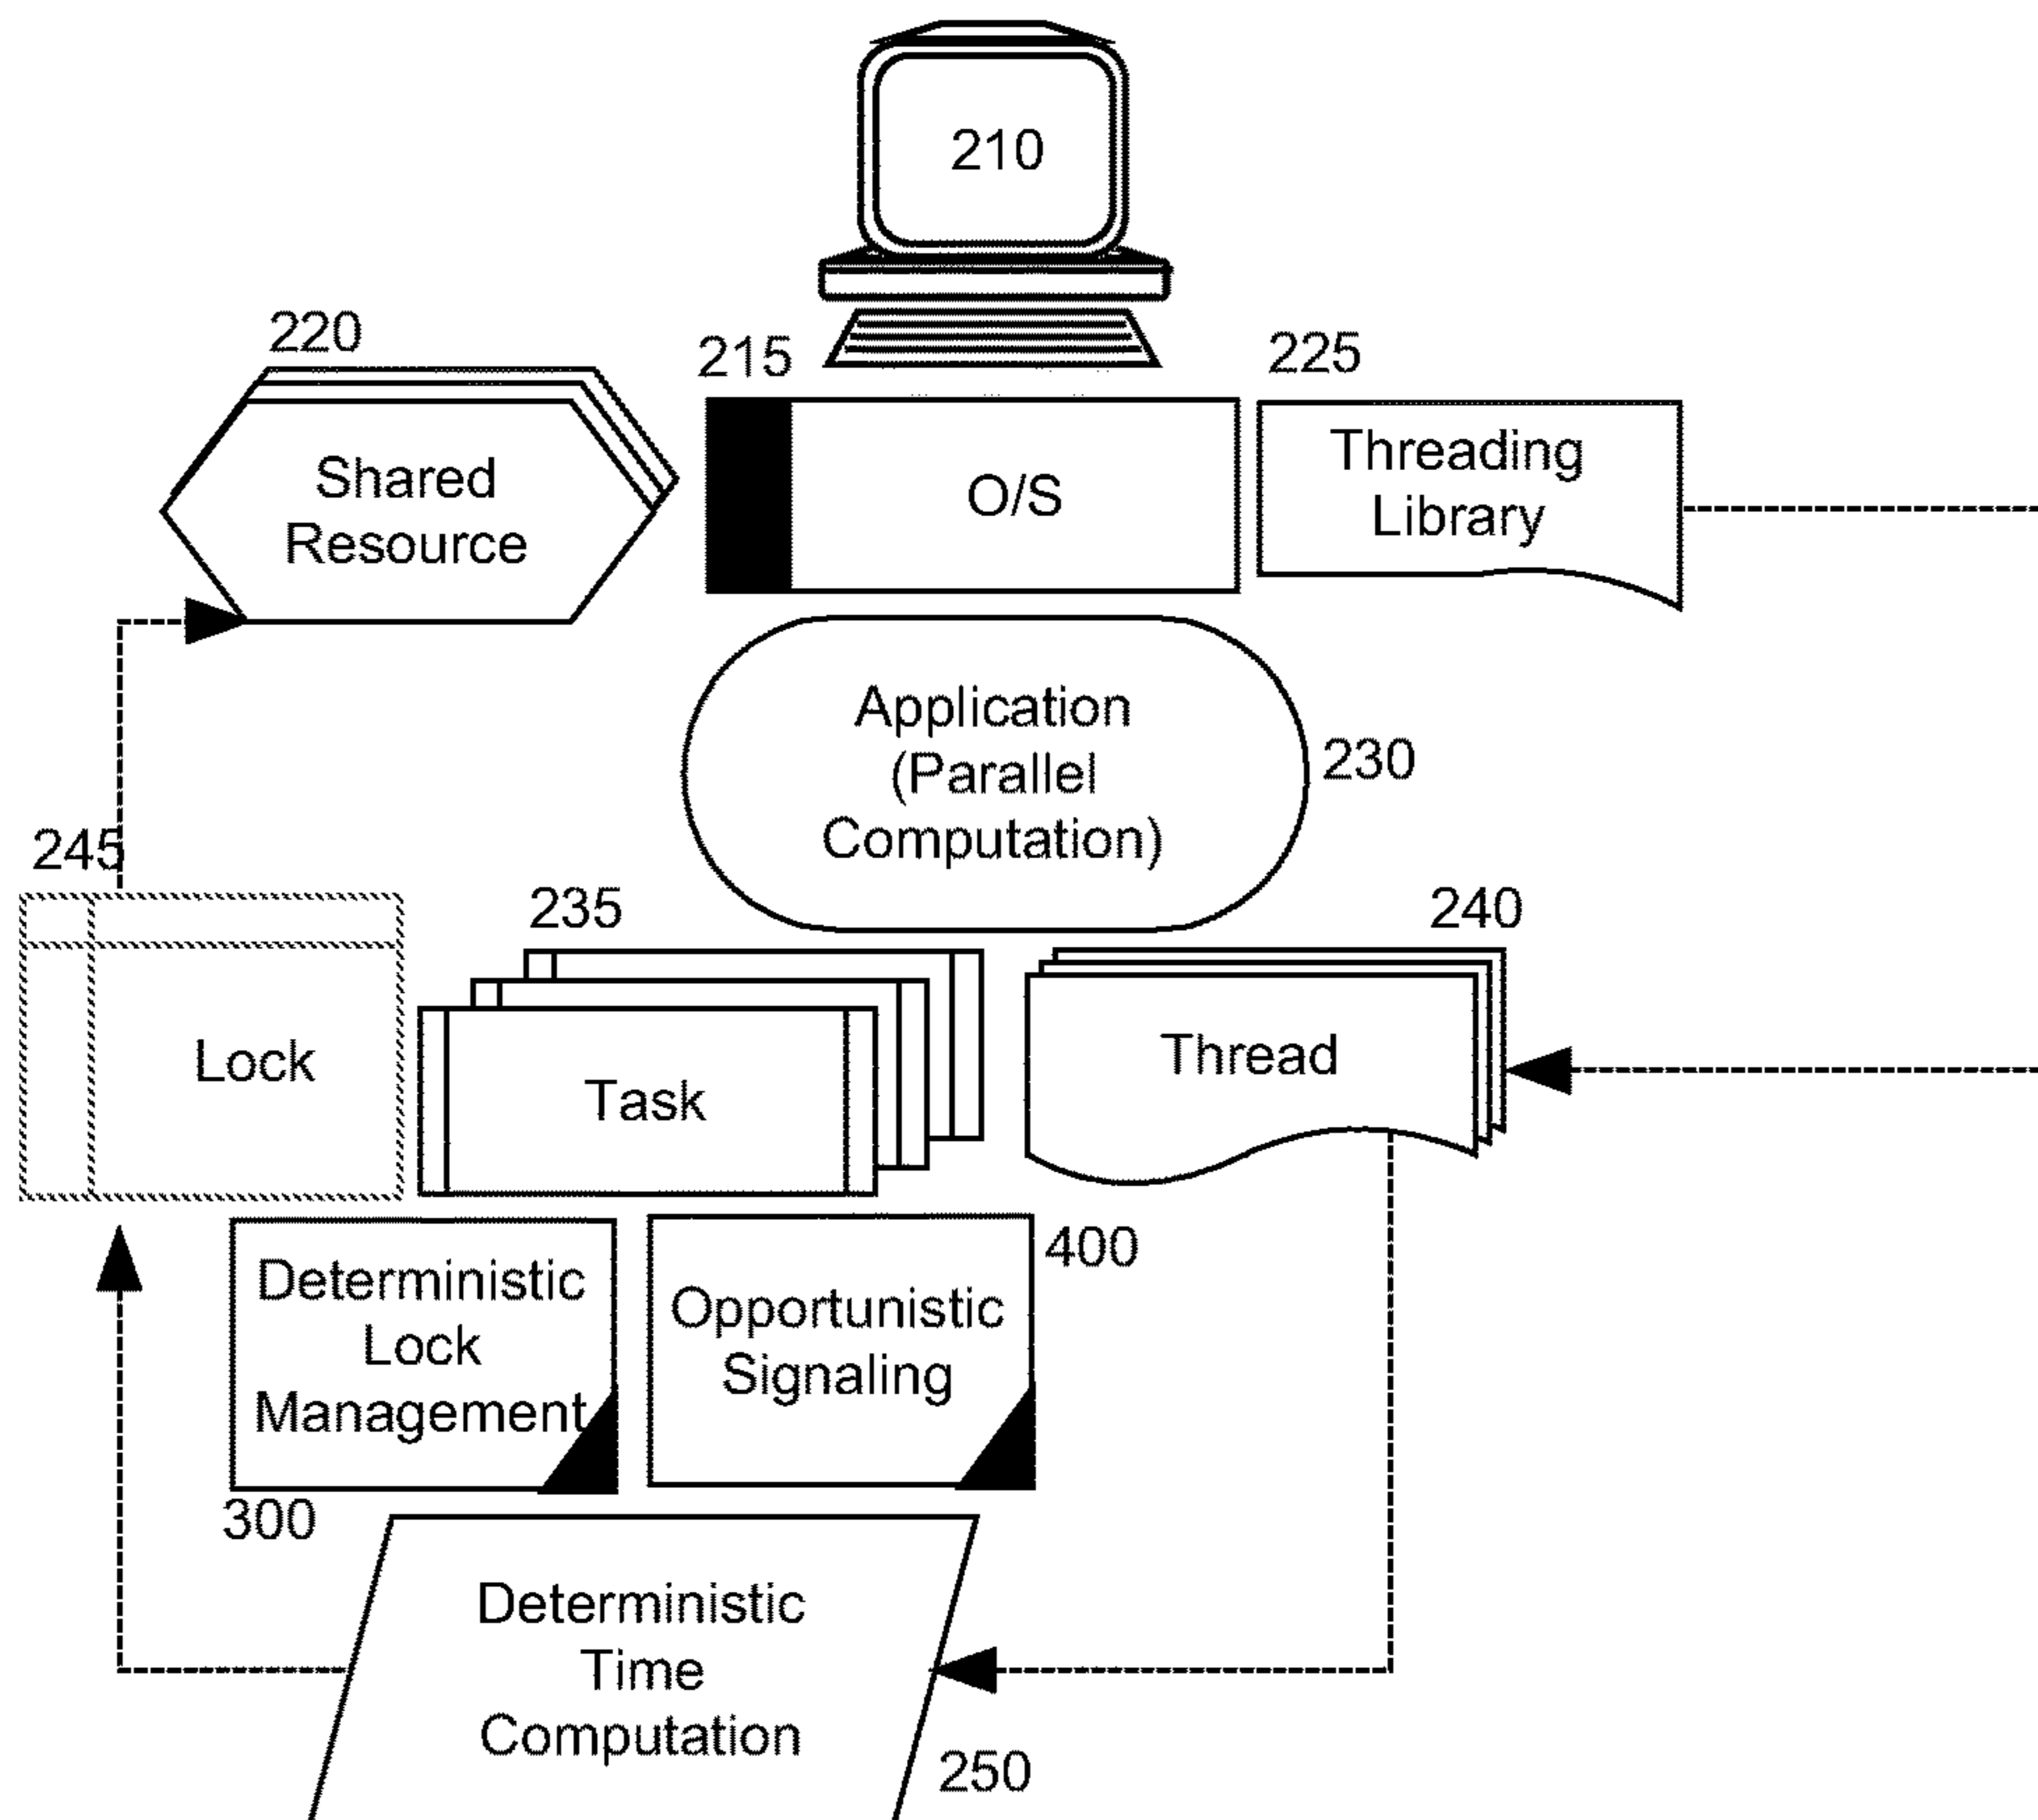 210
220
215
225
Shared
Resource
O/S
Threading
Library
Application
(Parallel
Computation)
230
245
235
240
Lock
Task
Thread
Deterministic
Lock
Management
300
Opportunistic
Signaling
400
Deterministic
Time
Computation
250